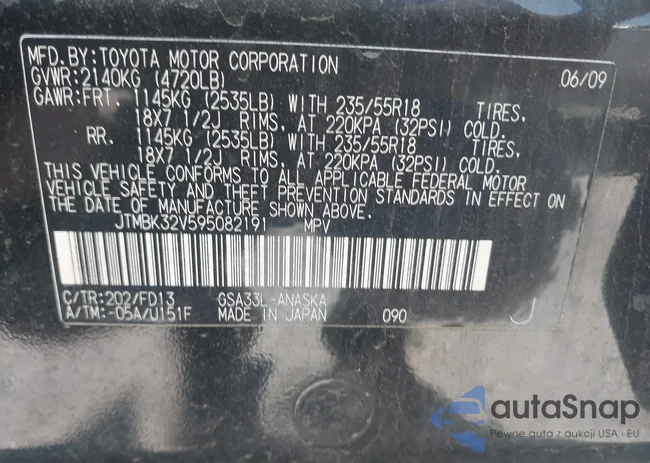 MFD.BY: TOYOTA MOTOR CORPORATION 06/09
GVWR:2140KG (4720LB)
GAWR:FRT. 1145KG (2535LB) WITH 235/55R18 TIRES,
18X7 1/2J RIMS, AT 220KPA (32PSI) COLD.
RR. 1145KG (2535LB) WITH 235/55R18 TIRES,
18X7 1/2J RIMS, AT 220KPA (32PSI) COLD.
THIS VEHICLE CONFORMS TO ALL APPLICABLE FEDERAL MOTOR
VEHICLE SAFETY AND THEFT PREVENTION STANDARDS IN EFFECT ON
THE DATE OF MANUFACTURE SHOWN ABOVE.
JTMBK32V595082191 MPV
C/TR:202/FD13 GSA33L-ANASKA
A/TM:-05A/U151F MADE IN JAPAN 090 J
autoSnap
Pewne auta z aukcji USA i EU